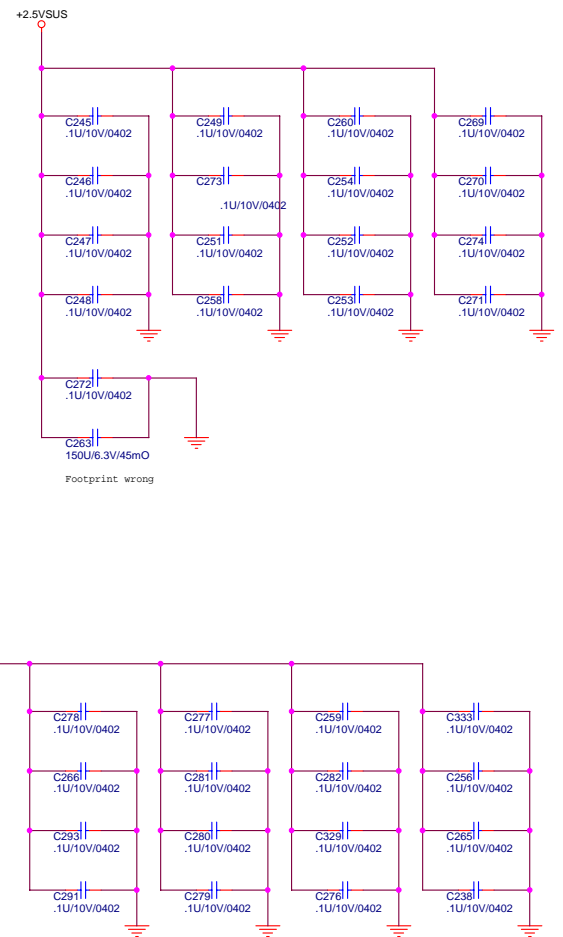 +2.5VSUS
C245 C249 C260 C269
.1U/10V/0402 .1U/10V/0402 .1U/10V/0402 .1U/10V/0402
C246 C273 C254 C270
.1U/10V/0402 .1U/10V/0402 .1U/10V/0402
.1U/10V/0402
C247 C251 C252 C274
.1U/10V/0402 .1U/10V/0402 .1U/10V/0402 .1U/10V/0402
C248 C258 C253 C271
.1U/10V/0402 .1U/10V/0402 .1U/10V/0402 .1U/10V/0402
C272
.1U/10V/0402
C263
150U/6.3V/45mO
Footprint wrong
C278 C277 C259 C333
.1U/10V/0402 .1U/10V/0402 .1U/10V/0402 .1U/10V/0402
C266 C281 C282 C256
.1U/10V/0402 .1U/10V/0402 .1U/10V/0402 .1U/10V/0402
C293 C280 C329 C265
.1U/10V/0402 .1U/10V/0402 .1U/10V/0402 .1U/10V/0402
C291 C279 C276 C238
.1U/10V/0402 .1U/10V/0402 .1U/10V/0402 .1U/10V/0402